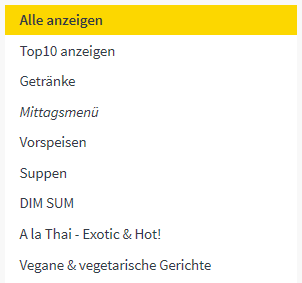 Alle anzeigen
Top10 anzeigen
Getränke
Mittagsmenü
Vorspeisen
Suppen
DIM SUM
A la Thai - Exotic & Hot!
Vegane & vegetarische Gerichte